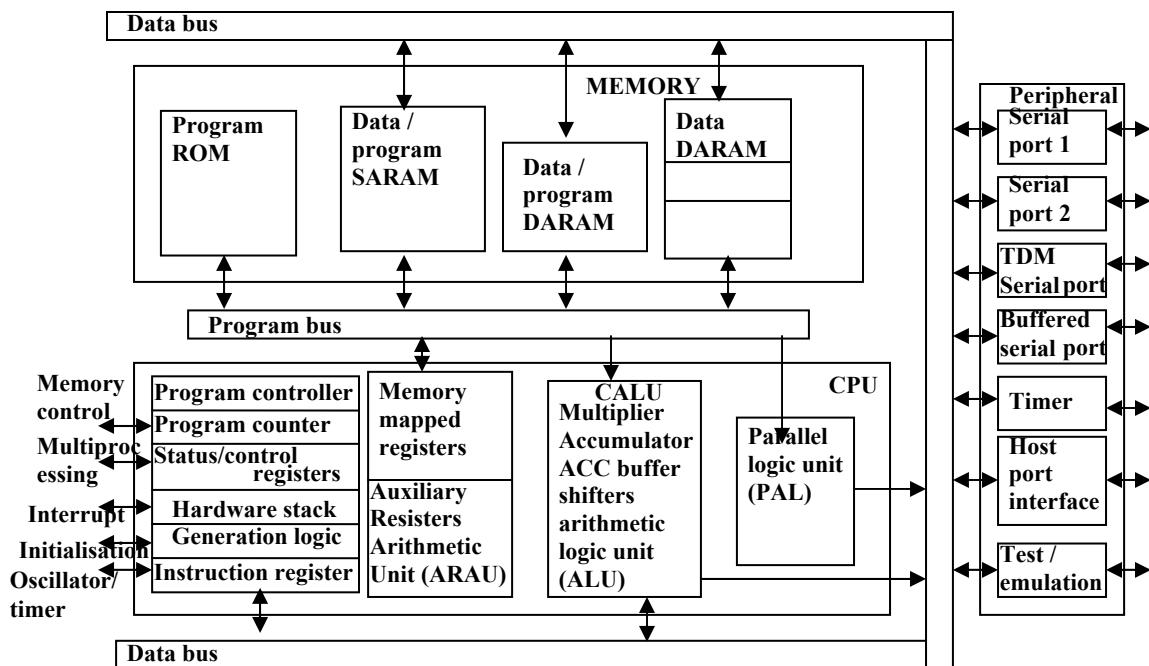 Data bus
MEMORY
Program
ROM
Data /
program
SARAM
Data /
program
DARAM
Data
DARAM
Program bus
CPU
Memory
control
Multiproc
essing
Interrupt
Initialisation
Oscillator/
timer
Program controller
Program counter
Status/control
registers
Hardware stack
Generation logic
Instruction register
Memory
mapped
registers
Auxiliary
Resisters
Arithmetic
Unit (ARAU)
CALU
Multiplier
Accumulator
ACC buffer
shifters
arithmetic
logic unit
(ALU)
Parallel
logic unit
(PAL)
Peripheral
Serial
port 1
Serial
port 2
TDM
Serial port
Buffered
serial port
Timer
Host
port
interface
Test /
emulation
Data bus